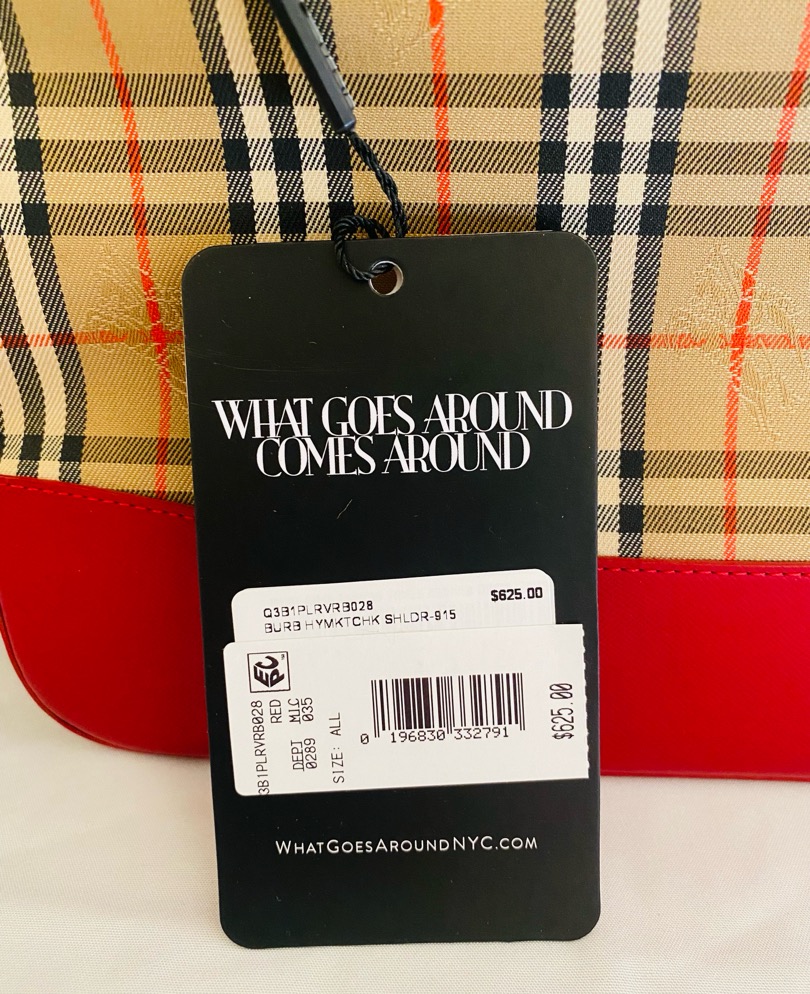 WHAT GOES AROUND
COMES AROUND
Q3B1PLRVRB028
$625.00
BURB HYMKTCHK SHLDR-915
EPC
3B1PLRVRB028
RED
DEPT MIC
0289 035
SIZE: ALL
0 196830 332791
$625.00
WHATGOESAROUNDNYC.COM